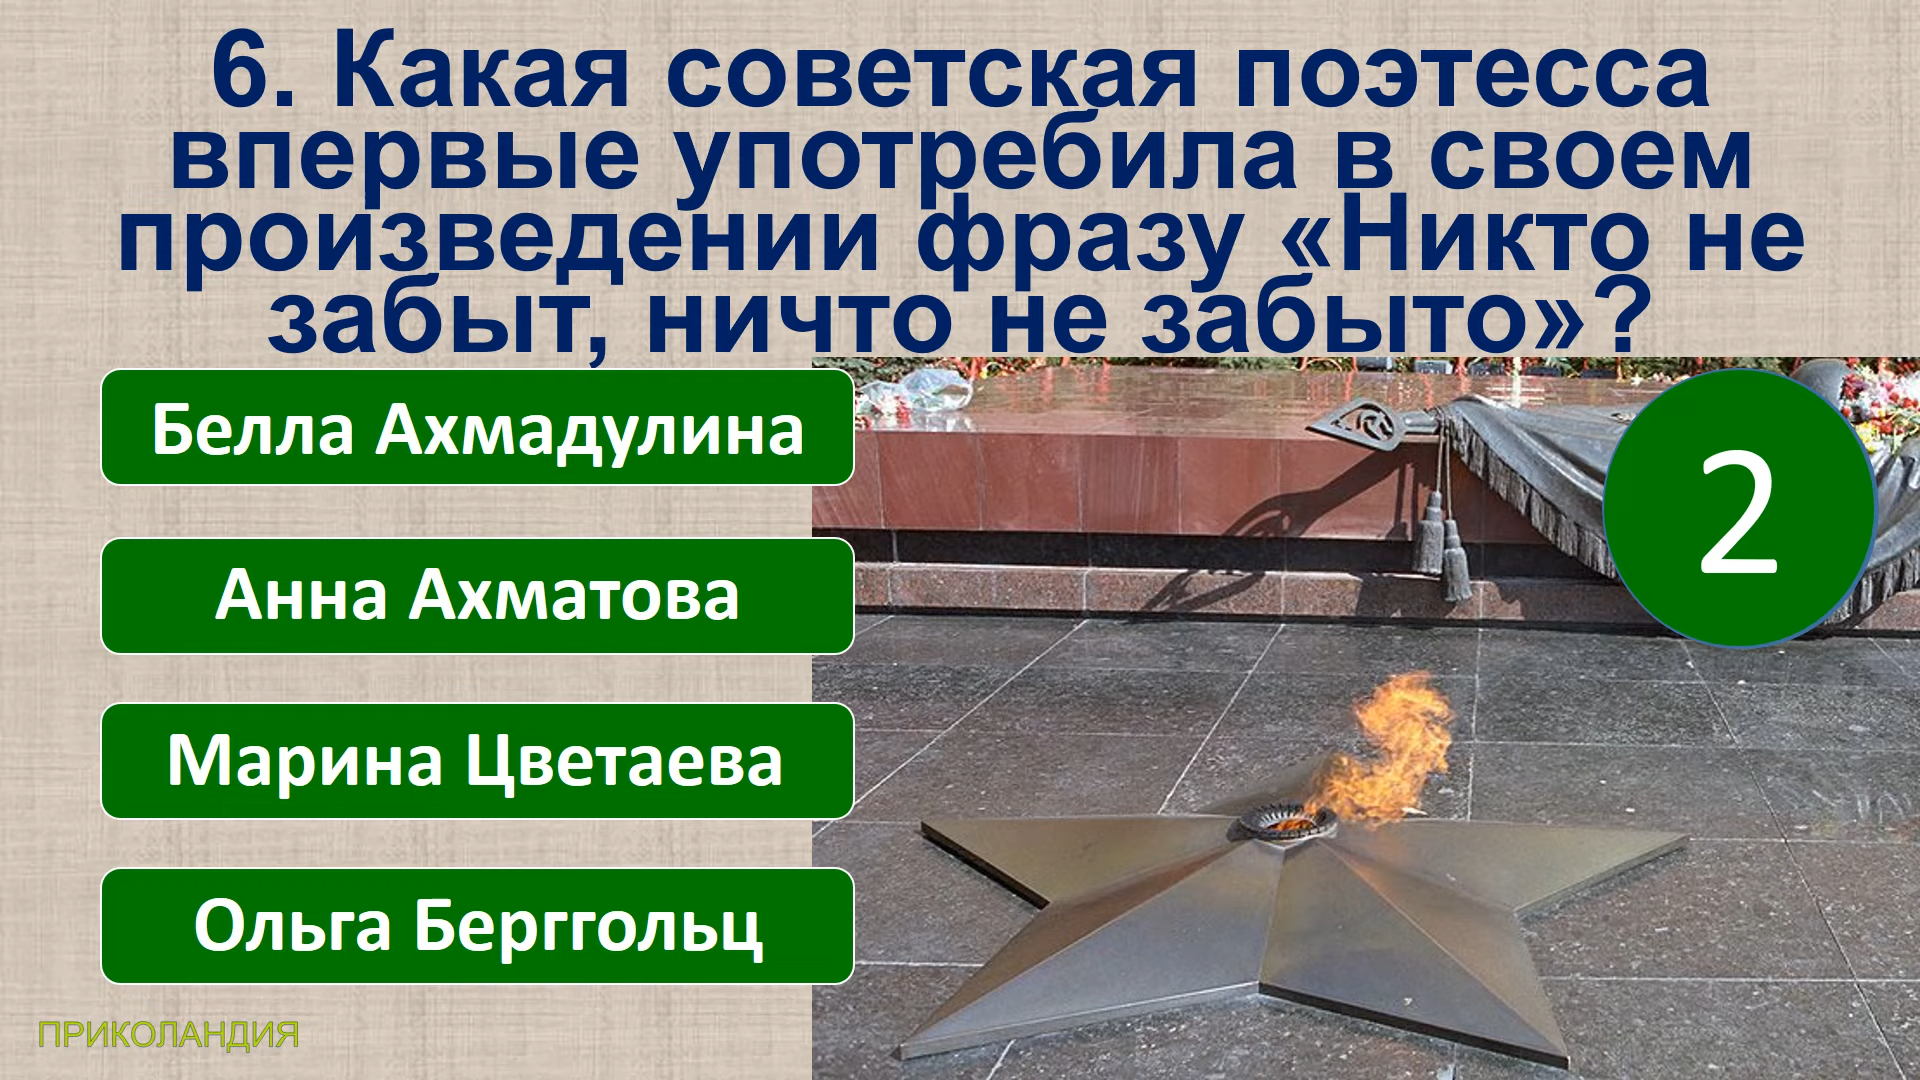 6. Какая советская поэтесса
впервые употребила в своем
произведении фразу «Никто не
забыт, ничто не забыто»?
Белла Ахмадулина
2
Анна Ахматова
Марина Цветаева
Ольга Берггольц
ПРИКОЛАНДИЯ